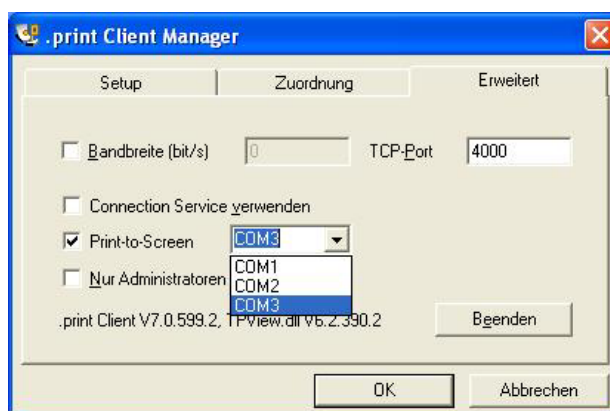 .print Client Manager
Setup Zuordnung Erweitert
Bandbreite (bit/s) 0 TCP-Port 4000
Connection Service verwenden
Print-to-Screen COM3
COM1
Nur Administratoren COM2
COM3
.print Client V7.0.599.2, TPView.dll V6.2.390.2 Beenden
OK Abbrechen